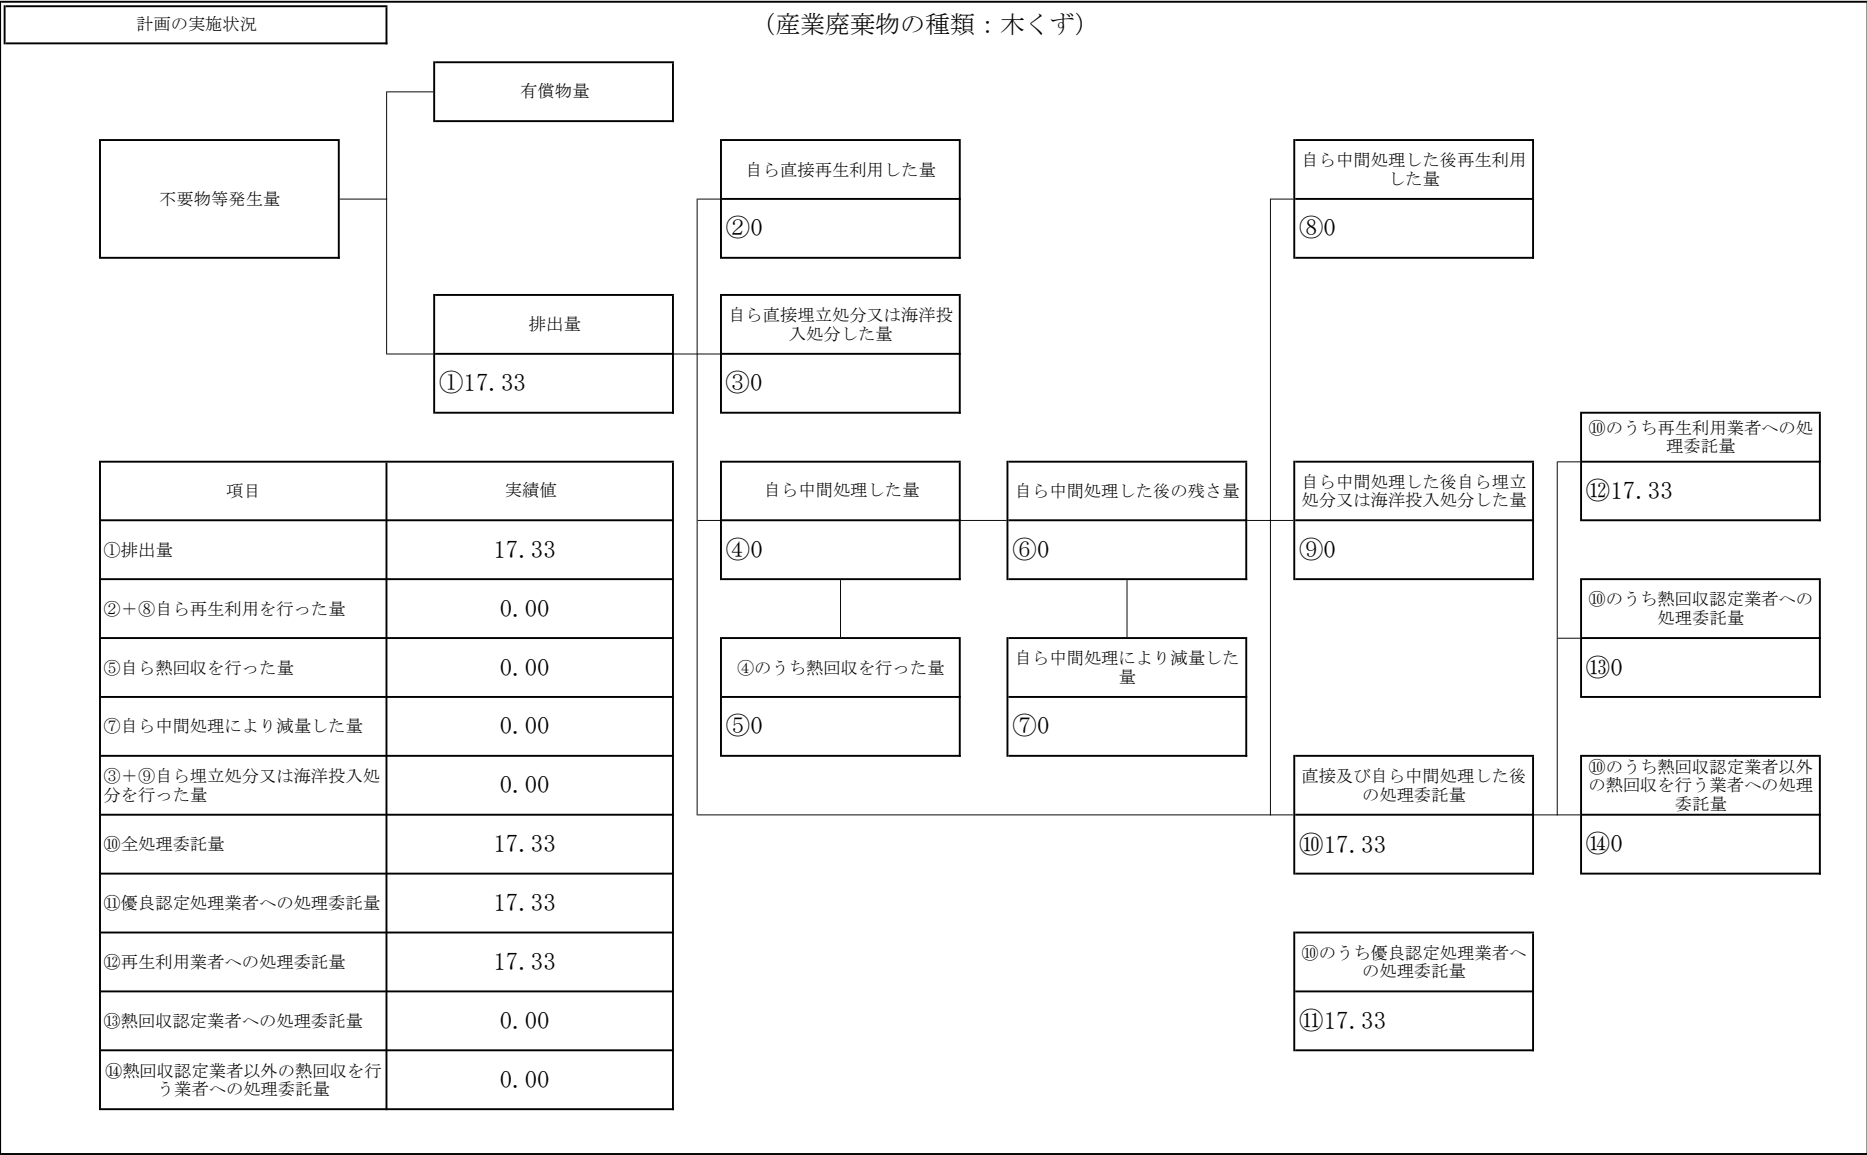 計画の実施状況
（産業廃棄物の種類：木くず）
有償物量
不要物等発生量
自ら直接再生利用した量
②0
自ら中間処理した後再生利用
した量
⑧0
排出量
①17.33
自ら直接埋立処分又は海洋投
入処分した量
③0
⑩のうち再生利用業者への処
理委託量
⑫17.33
自ら中間処理した量
④0
自ら中間処理した後の残さ量
⑥0
自ら中間処理した後自ら埋立
処分又は海洋投入処分した量
⑨0
⑩のうち熱回収認定業者への
処理委託量
⑬0
④のうち熱回収を行った量
⑤0
自ら中間処理により減量した
量
⑦0
直接及び自ら中間処理した後
の処理委託量
⑩17.33
⑩のうち熱回収認定業者以外
の熱回収を行う業者への処理
委託量
⑭0
⑩のうち優良認定処理業者へ
の処理委託量
⑪17.33
項目 実績値
①排出量 17.33
②＋⑧自ら再生利用を行った量 0.00
⑤自ら熱回収を行った量 0.00
⑦自ら中間処理により減量した量 0.00
③＋⑨自ら埋立処分又は海洋投入処
分を行った量 0.00
⑩全処理委託量 17.33
⑪優良認定処理業者への処理委託量 17.33
⑫再生利用業者への処理委託量 17.33
⑬熱回収認定業者への処理委託量 0.00
⑭熱回収認定業者以外の熱回収を行
う業者への処理委託量 0.00